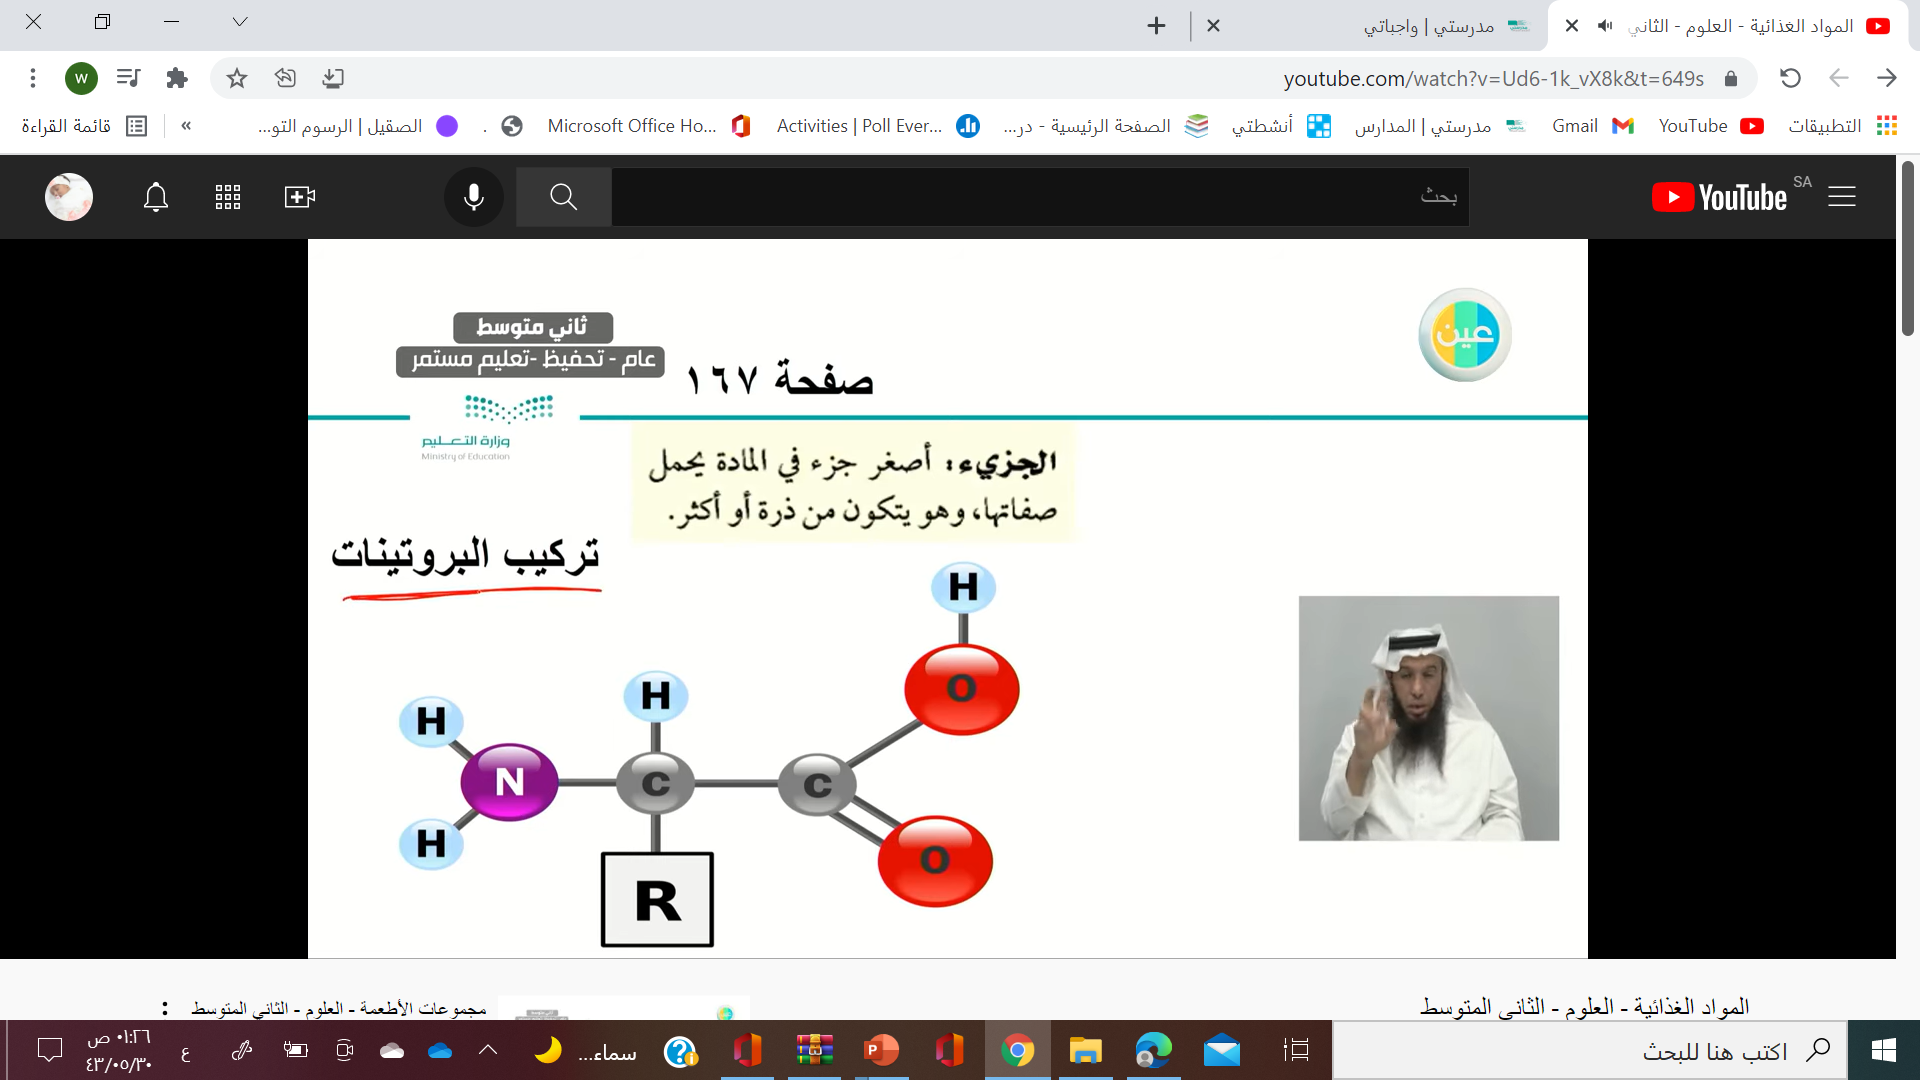 المواد الغذائية - العلوم - الثاني
مدرستي | واجباتي
youtube.com/watch?v=Ud6-1k_vX8k&t=649s
W
التطبيقات
YouTube
Gmail
مدرستي | المدارس
أنشطتي
الصفحة الرئيسية - در...
Activities | Poll Ever...
Microsoft Office Ho...
.
الصقيل | الرسوم التو...
»
قائمة القراءة
YouTube SA
بحث
عين
ثاني متوسط
عام - تحفيظ -تعليم مستمر
صفحة ١٦٧
وزارة التعليم
Ministry of Education
الجزيء: أصغر جزء في المادة يحمل
صفاتها، وهو يتكون من ذرة أو أكثر.
تركيب البروتينات
H
O
H
H
N
C
C
H
O
R
المواد الغذائية - العلوم - الثاني المتوسط
مجموعات الأطعمة - العلوم - الثاني المتوسط
اكتب هنا للبحث
سماء...
ع
٠١:٢٦ ص
٤٣/٠٥/٣٠